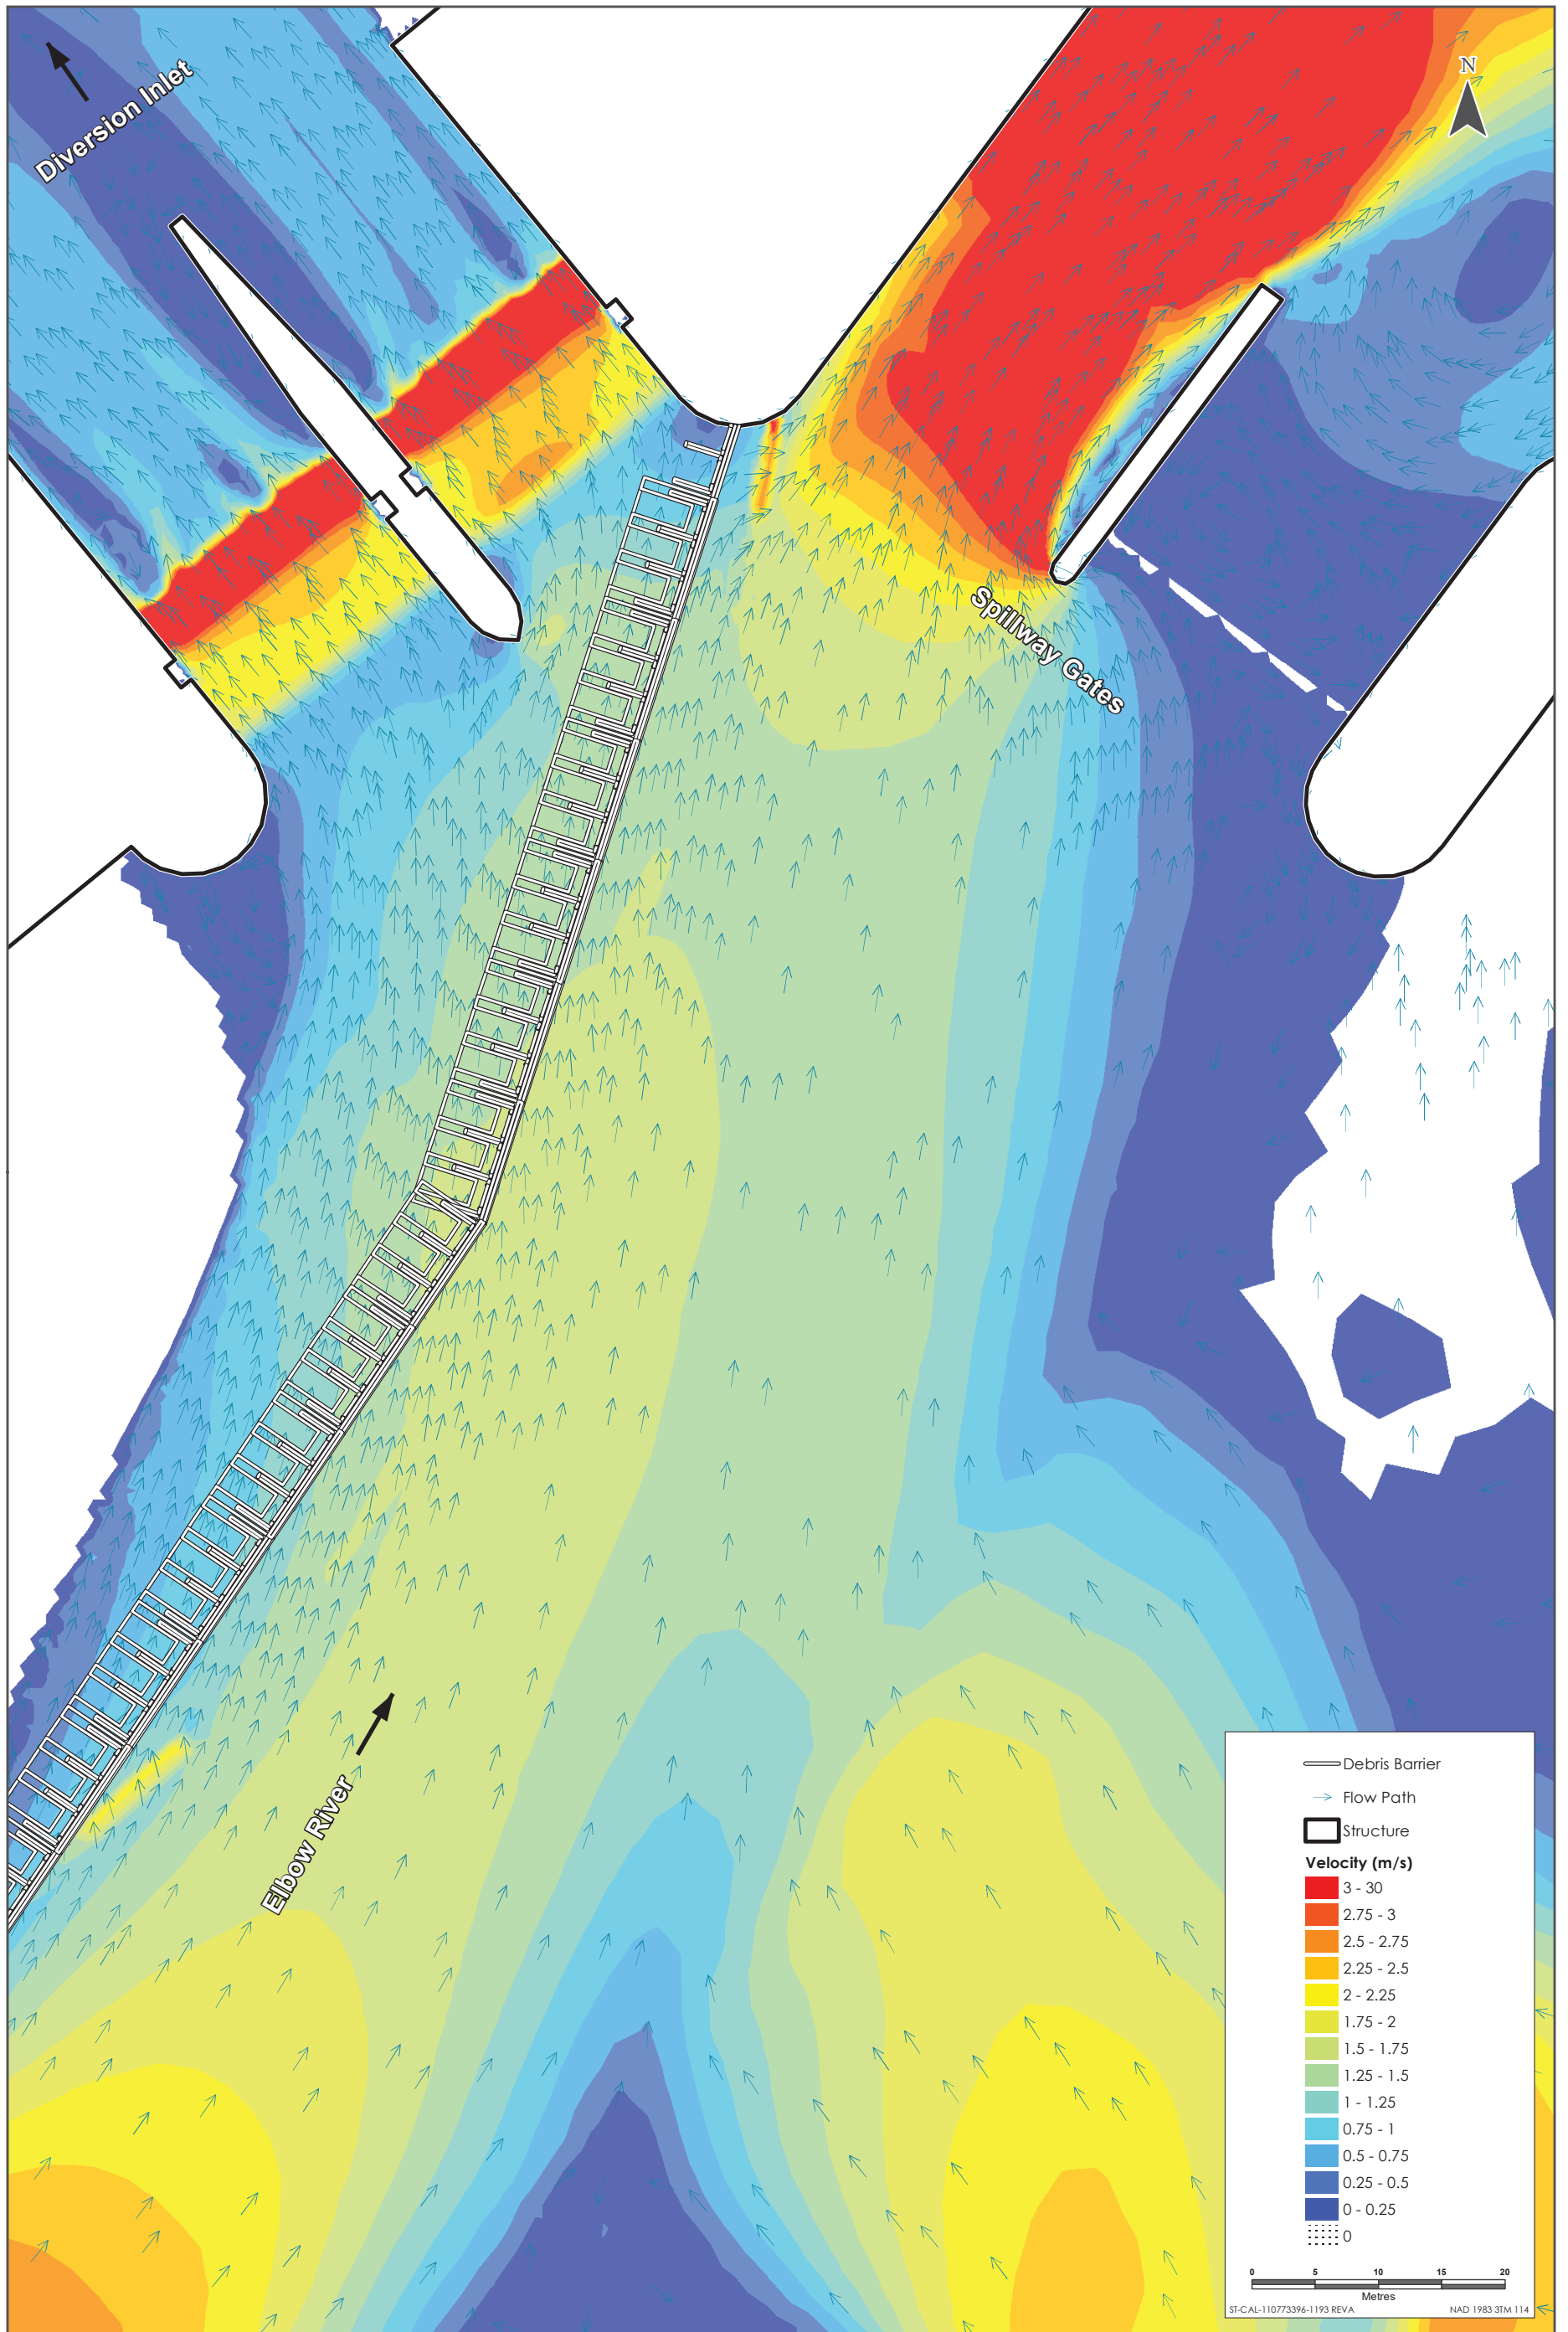 Diversion Inlet
N
Spillway Gates
Elbow River
Debris Barrier
Flow Path
Structure
Velocity (m/s)
3 - 30
2.75 - 3
2.5 - 2.75
2.25 - 2.5
2 - 2.25
1.75 - 2
1.5 - 1.75
1.25 - 1.5
1 - 1.25
0.75 - 1
0.5 - 0.75
0.25 - 0.5
0 - 0.25
0
0 5 10 15 20
Metres
ST-CAL-110773396-1193 REVA NAD 1983 3TM 114